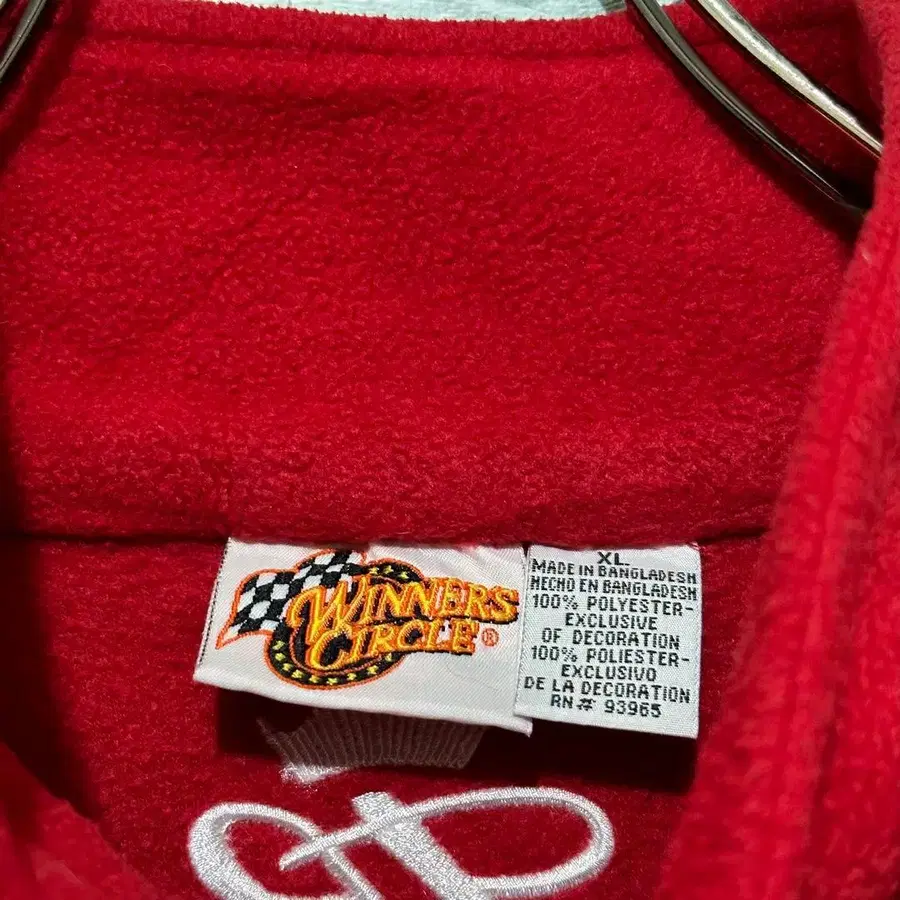 WINNERS
CIRCLE®
XL
MADE IN BANGLADESH
HECHO EN BANGLADESH
100% POLYESTER-
EXCLUSIVE
OF DECORATION
100% POLIESTER-
EXCLUSIVO
DE LA DECORATION
RN# 93965